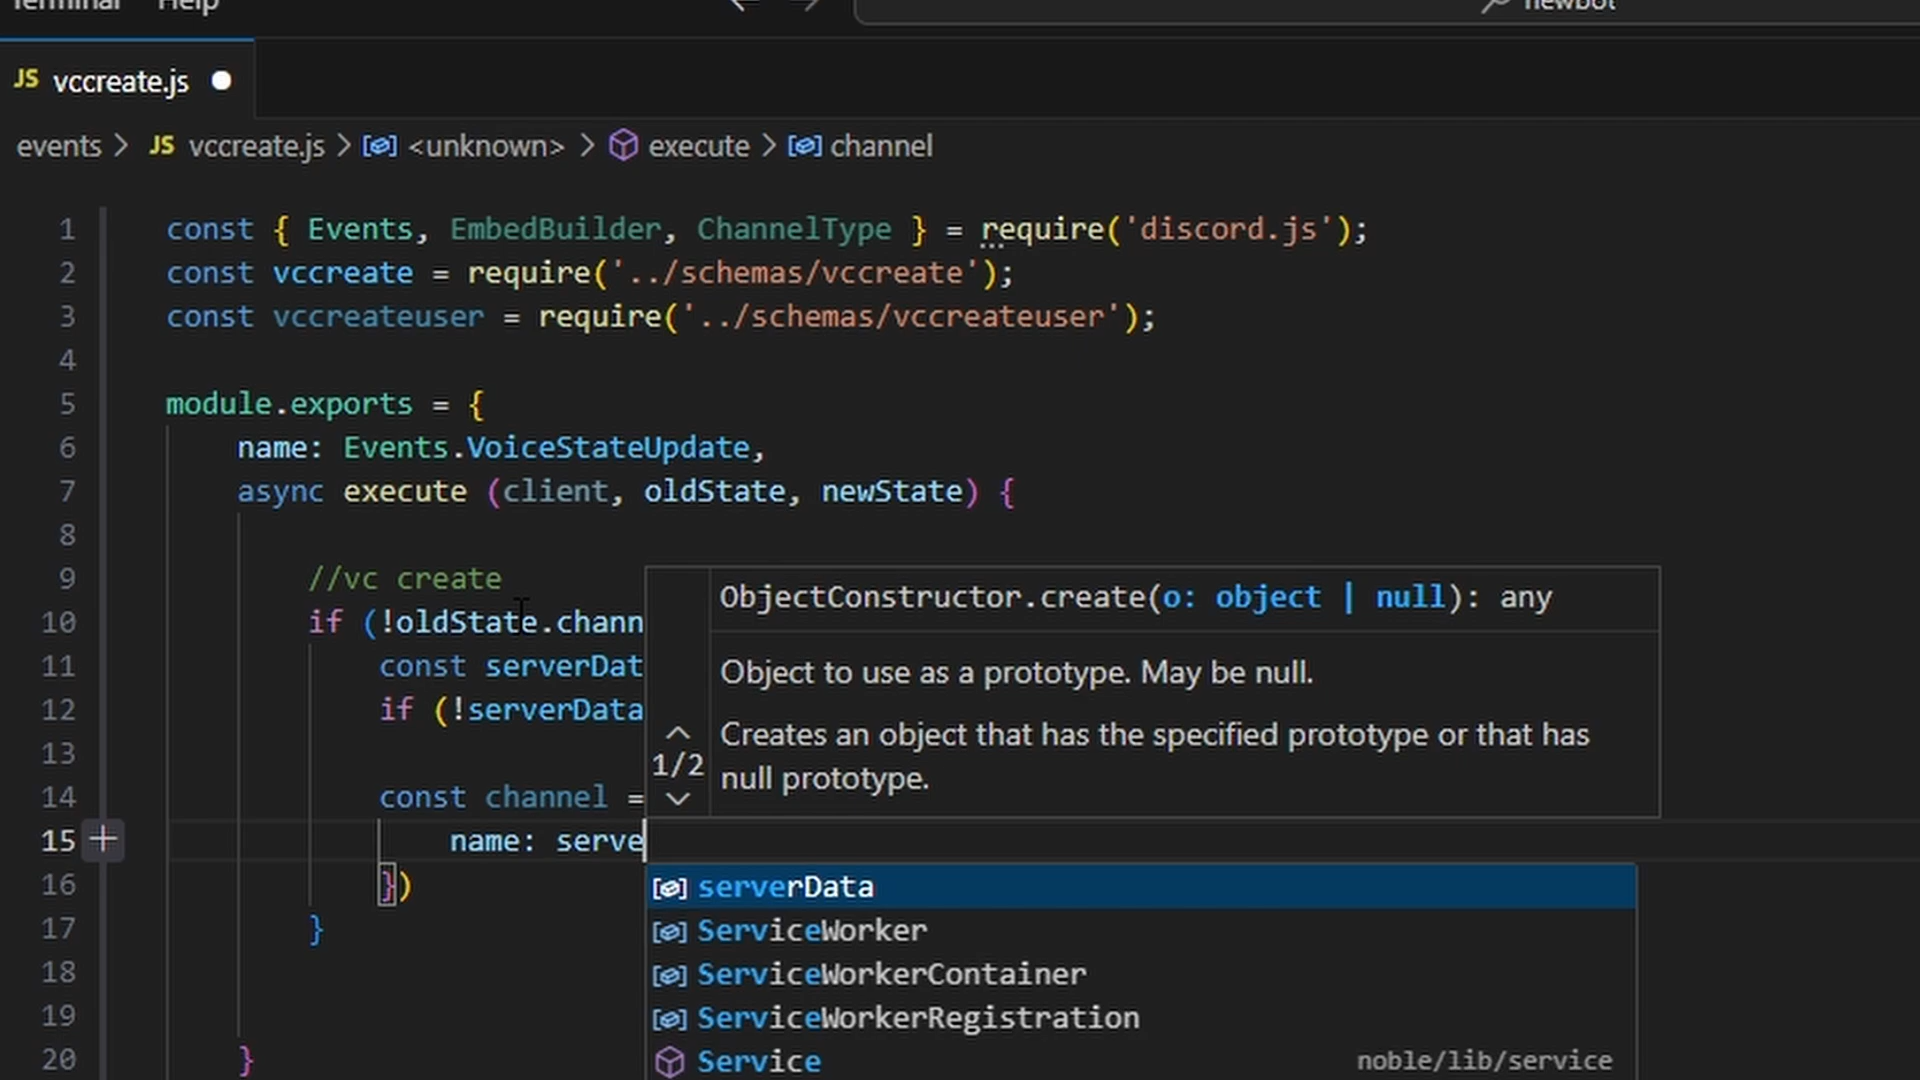 Terminal Help
newbot
JS vccreate.js
events > JS vccreate.js > <unknown> > execute > channel
1 const { Events, EmbedBuilder, ChannelType } = require('discord.js');
2 const vccreate = require('../schemas/vccreate');
3 const vccreateuser = require('../schemas/vccreateuser');
4
5 module.exports = {
6 name: Events.VoiceStateUpdate,
7 async execute (client, oldState, newState) {
8
9 //vc create
10 if (!oldState.chann
11 const serverDat
12 if (!serverData
13
14 const channel =
15 name: serve
16 })
17 }
18
19
20 }
ObjectConstructor.create(o: object | null): any
Object to use as a prototype. May be null.
1/2
Creates an object that has the specified prototype or that has
null prototype.
serverData
ServiceWorker
ServiceWorkerContainer
ServiceWorkerRegistration
Service noble/lib/service